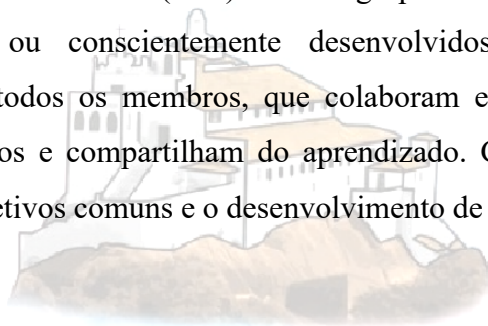 ou conscientemente desenvolvidos
todos os membros, que colaboram e
os e compartilham do aprendizado.
etivos comuns e o desenvolvimento de